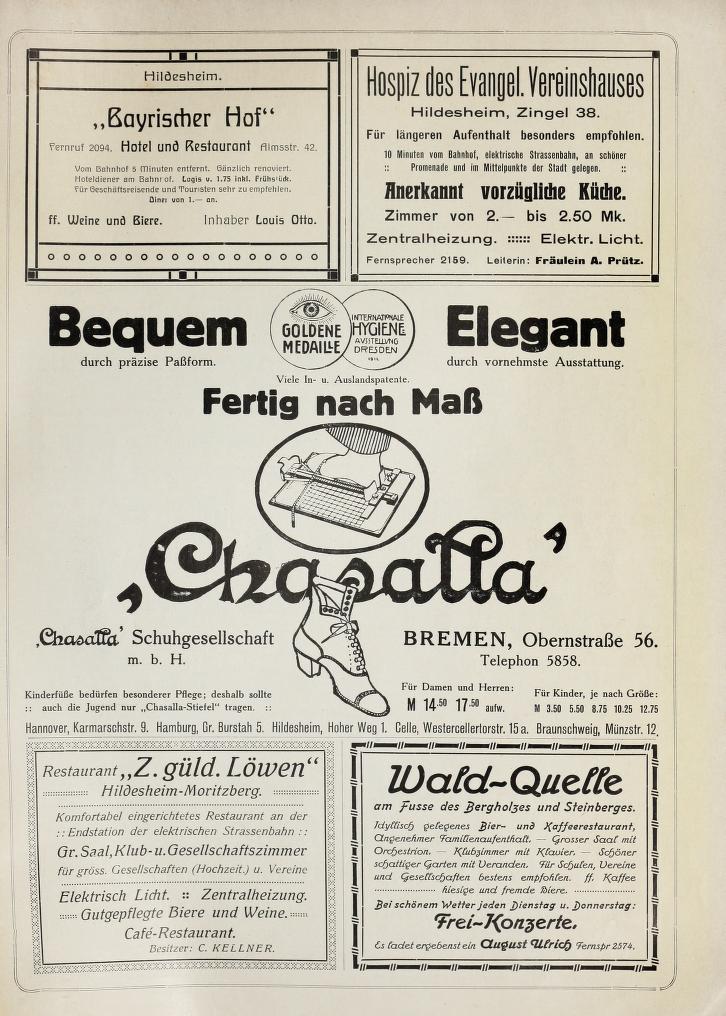 Hildesheim.
„Bayrischer Hof“
Fernruf 2094. Hotel und Restaurant Almsstr. 42.
Vom Bahnhof 5 Minuten entfernt. Gänzlich renoviert.
Hoteldiener am Bahnhof. Logis v. 1.75 inkl. Frühstück.
Für Geschäftsreisende und Touristen sehr zu empfehlen.
Diner von 1.— an.
ff. Weine und Biere. Inhaber Louis Otto.
Hospiz des Evangel. Vereinshauses
Hildesheim, Zingel 38.
Für längeren Aufenthalt besonders empfohlen.
10 Minuten vom Bahnhof, elektrische Strassenbahn, an schöner
:: Promenade und im Mittelpunkte der Stadt gelegen. ::
Anerkannt vorzügliche Küche.
Zimmer von 2.— bis 2.50 Mk.
Zentralheizung. :::::: Elektr. Licht.
Fernsprecher 2159. Leiterin: Fräulein A. Prütz.
Bequem
durch präzise Paßform.
GOLDENE
MEDAILLE
INTERNATIONALE
HYGIENE
AUSSTELLUNG
DRESDEN
1911.
Elegant
durch vornehmste Ausstattung.
Viele In- u. Auslandspatente.
Fertig nach Maß
‚Chasalla’
‚Chasalla’ Schuhgesellschaft
m. b. H.
BREMEN, Obernstraße 56.
Telephon 5858.
Kinderfüße bedürfen besonderer Pflege; deshalb sollte
:: auch die Jugend nur „Chasalla-Stiefel“ tragen. ::
Für Damen und Herren:
M 14.50 17.50 aufw.
Für Kinder, je nach Größe:
M 3.50 5.50 8.75 10.25 12.75
Hannover, Karmarschstr. 9. Hamburg, Gr. Burstah 5. Hildesheim, Hoher Weg 1. Celle, Westercellertorstr. 15a. Braunschweig, Münzstr. 12.
Restaurant „Z. güld. Löwen“
Hildesheim-Moritzberg.
Komfortabel eingerichtetes Restaurant an der
:: Endstation der elektrischen Strassenbahn ::
Gr. Saal, Klub- u. Gesellschaftszimmer
für gröss. Gesellschaften (Hochzeit.) u. Vereine
Elektrisch Licht. :: Zentralheizung.
:::::: Gutgepflegte Biere und Weine. ::::::
Café-Restaurant.
Besitzer: C. KELLNER.
Wald-Quelle
am Fusse des Bergholzes und Steinberges.
Idyllisch gelegenes Bier- und Kaffeerestaurant,
Angenehmer Familienaufenthalt. — Grosser Saal mit
Orchestrion. — Klubzimmer mit Klavier. — Schöner
schattiger Garten mit Veranden. Für Schulen, Vereine
und Gesellschaften bestens empfohlen. ff. Kaffee
hiesige und fremde Biere.
Bei schönem Wetter jeden Dienstag u. Donnerstag:
Frei-Konzerte.
Es ladet ergebenst ein August Ulrich Fernspr 2574.